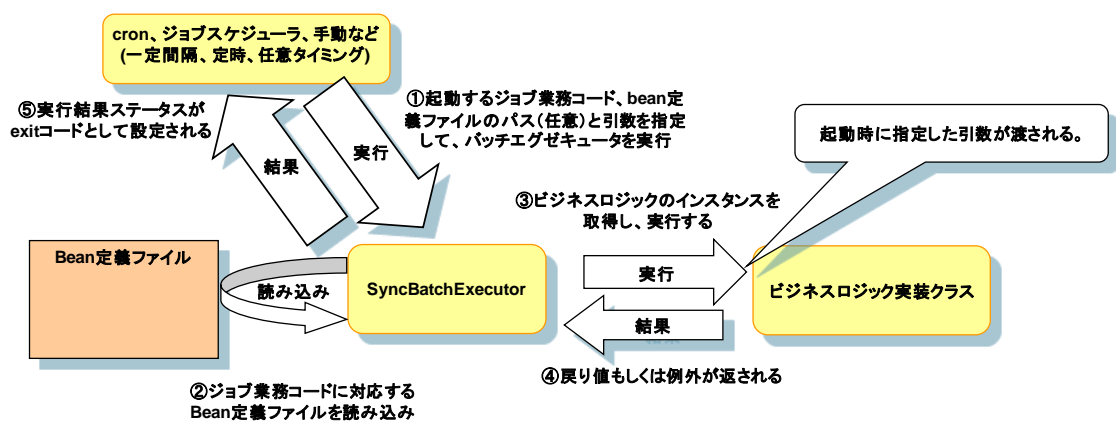 cron、ジョブスケジューラ、手動など
(一定間隔、定時、任意タイミング)
⑤実行結果ステータスが
exitコードとして設定される
①起動するジョブ業務コード、bean定
義ファイルのパス（任意）と引数を指定
して、バッチエグゼキュータを実行
結果
実行
起動時に指定した引数が渡される。
③ビジネスロジックのインスタンスを
取得し、実行する
Bean定義ファイル
読み込み
SyncBatchExecutor
実行
結果
ビジネスロジック実装クラス
④戻り値もしくは例外が返される
②ジョブ業務コードに対応する
Bean定義ファイルを読み込み